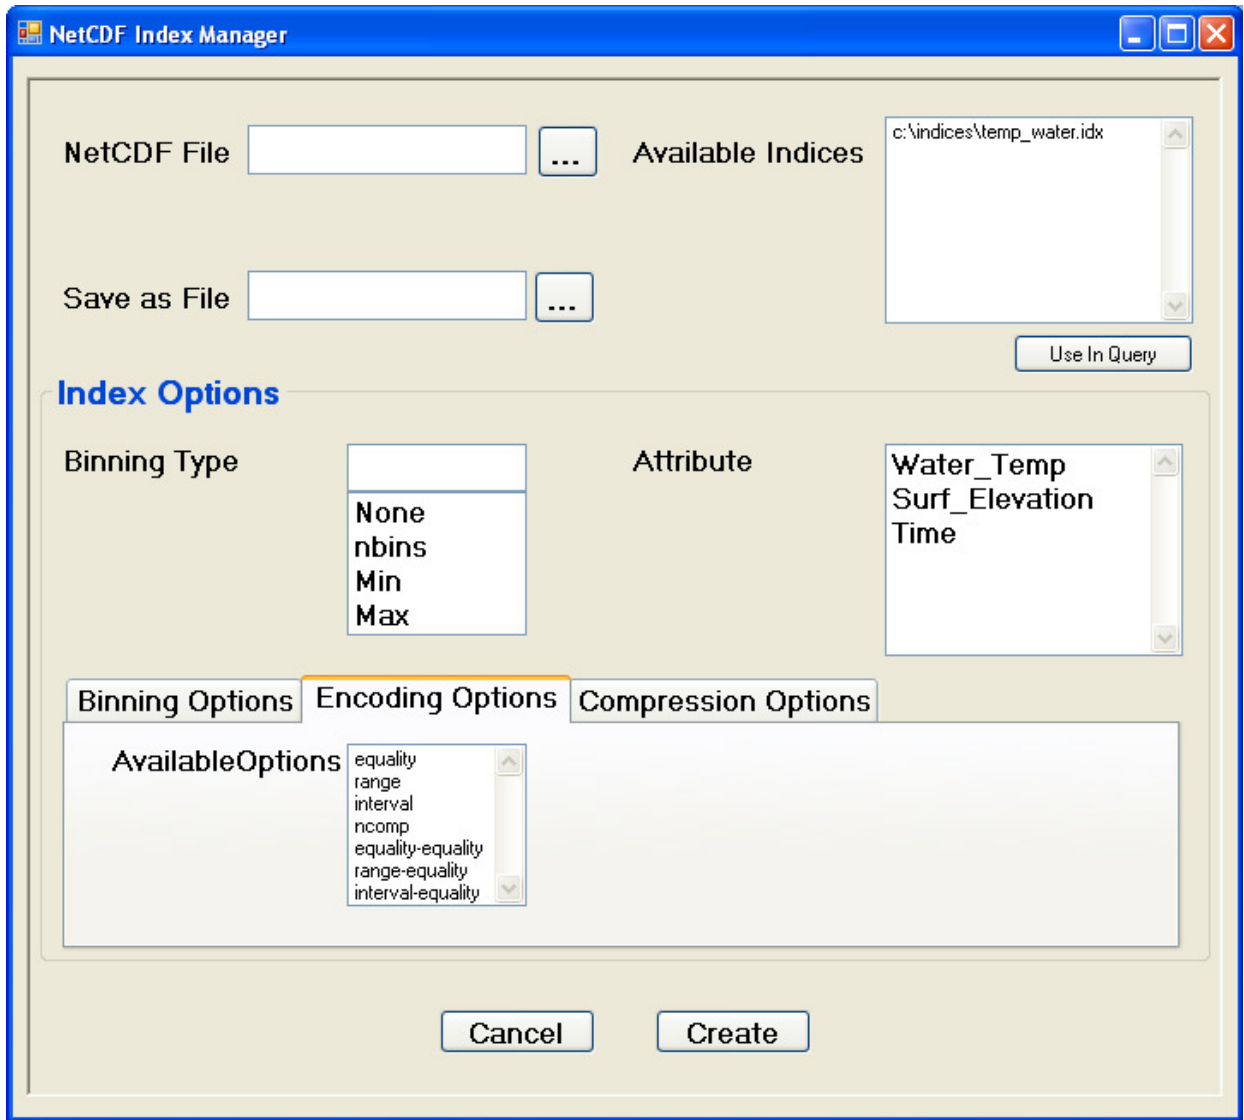 NetCDF Index Manager
NetCDF File
...
Available Indices
c:\indices\temp_water.idx
Save as File
...
Use In Query
Index Options
Binning Type
None
nbins
Min
Max
Attribute
Water_Temp
Surf_Elevation
Time
Binning Options
Encoding Options
Compression Options
AvailableOptions
equality
range
interval
ncomp
equality-equality
range-equality
interval-equality
Cancel
Create